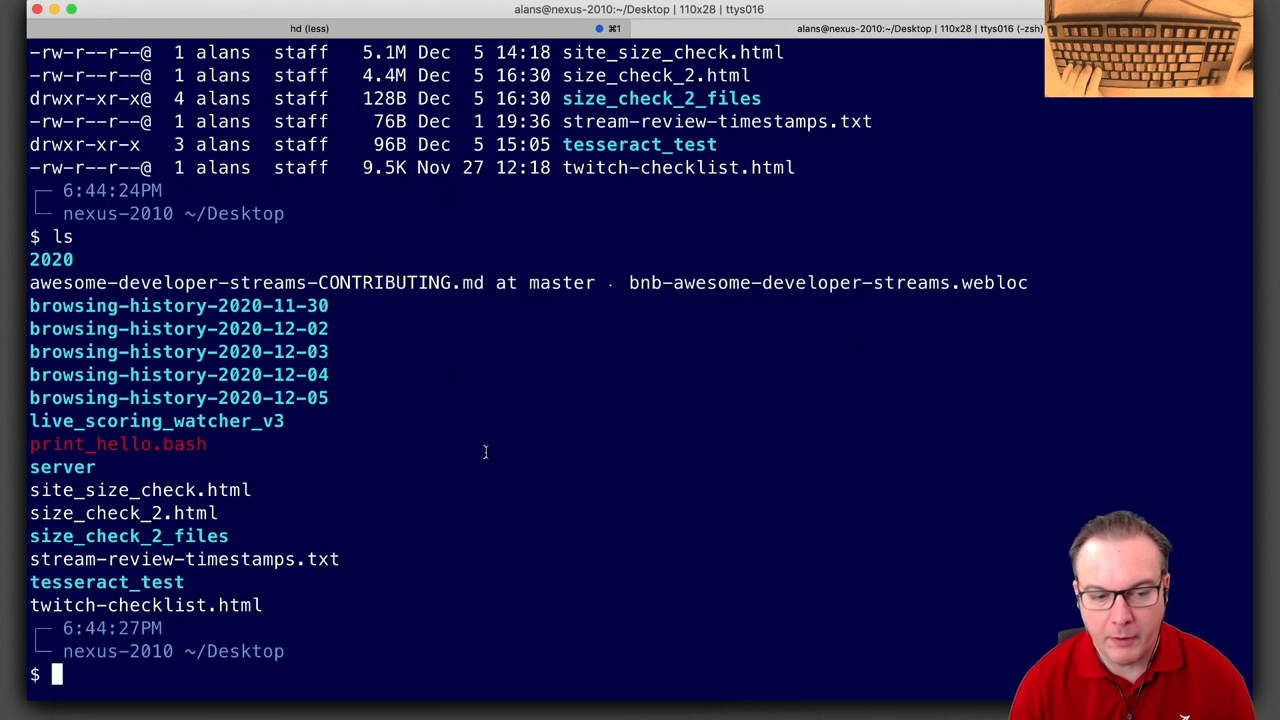 alans@nexus-2010:~/Desktop | 110x28 | ttys016
hd (less) ⌘1 alans@nexus-2010:~/Desktop | 110x28 | ttys016 (-zsh)
-rw-r--r--@ 1 alans staff 5.1M Dec 5 14:18 site_size_check.html
-rw-r--r--@ 1 alans staff 4.4M Dec 5 16:30 size_check_2.html
drwxr-xr-x@ 4 alans staff 128B Dec 5 16:30 size_check_2_files
-rw-r--r--@ 1 alans staff 76B Dec 1 19:36 stream-review-timestamps.txt
drwxr-xr-x 3 alans staff 96B Dec 5 15:05 tesseract_test
-rw-r--r--@ 1 alans staff 9.5K Nov 27 12:18 twitch-checklist.html
6:44:24PM
nexus-2010 ~/Desktop
$ ls
2020
awesome-developer-streams-CONTRIBUTING.md at master · bnb-awesome-developer-streams.webloc
browsing-history-2020-11-30
browsing-history-2020-12-02
browsing-history-2020-12-03
browsing-history-2020-12-04
browsing-history-2020-12-05
live_scoring_watcher_v3
print_hello.bash
server
site_size_check.html
size_check_2.html
size_check_2_files
stream-review-timestamps.txt
tesseract_test
twitch-checklist.html
6:44:27PM
nexus-2010 ~/Desktop
$